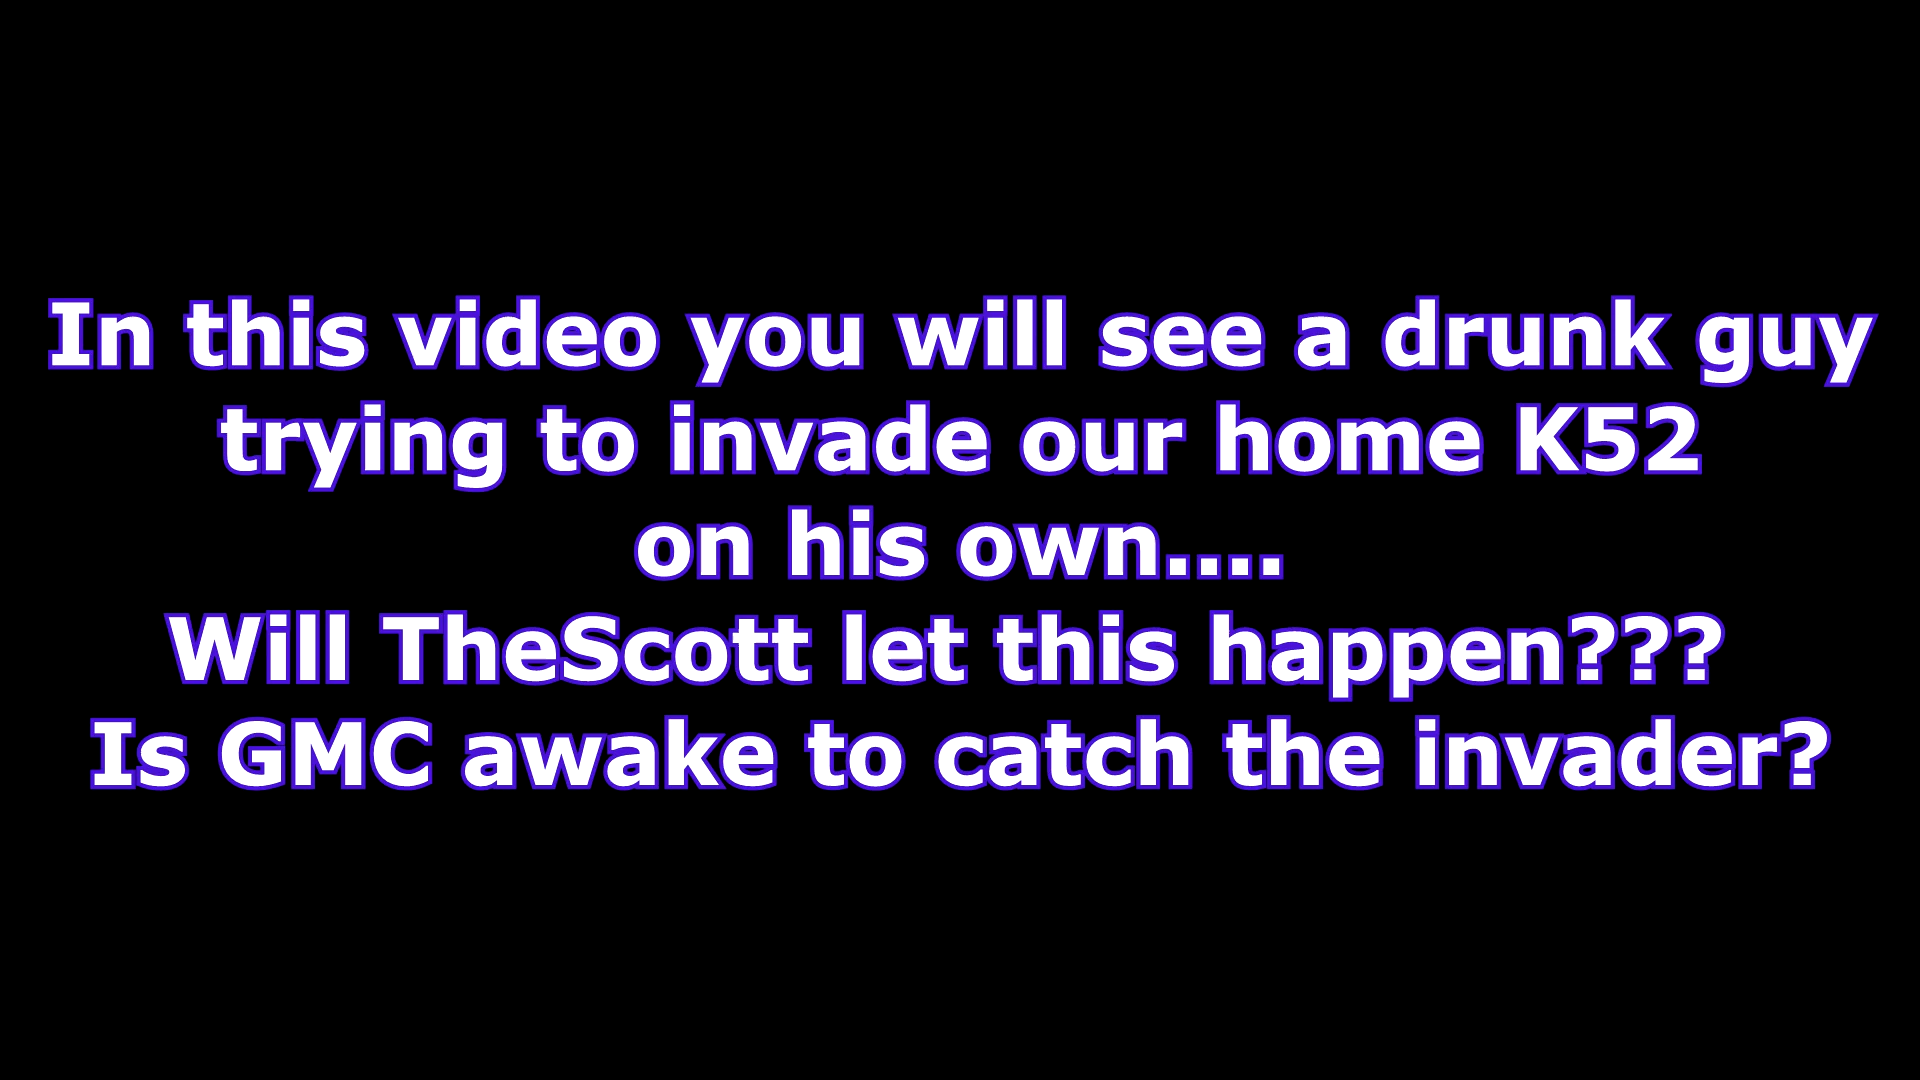 In this video you will see a drunk guy
trying to invade our home K52
on his own....
Will TheScott let this happen???
Is GMC awake to catch the invader?